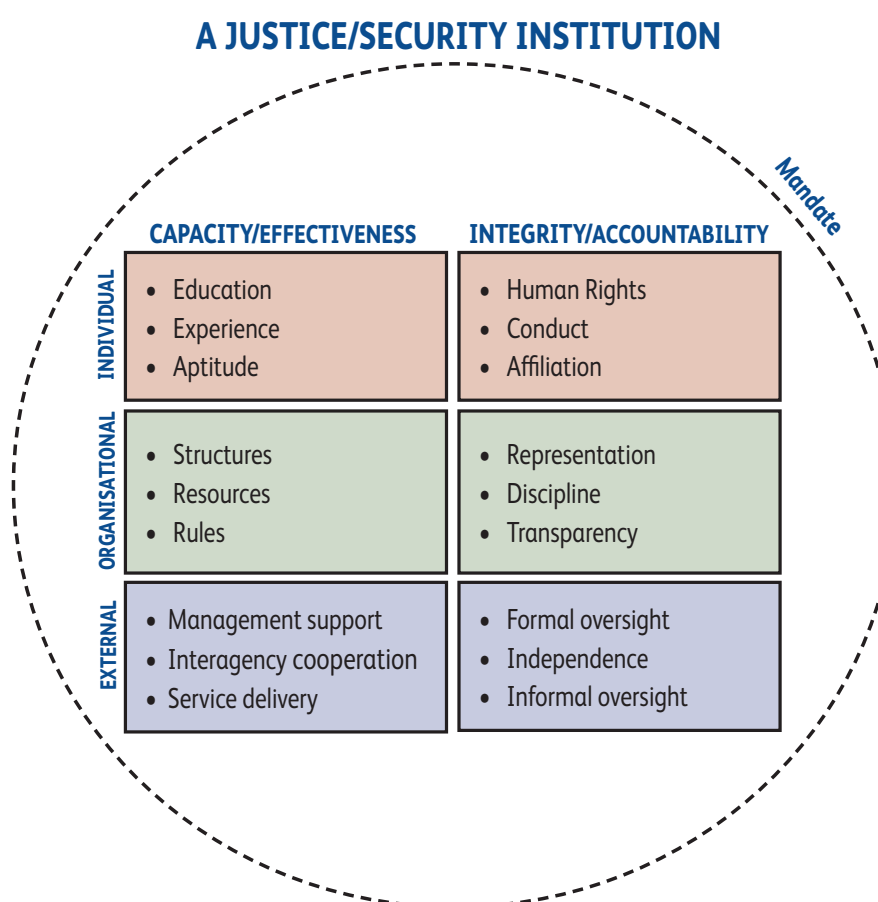 A JUSTICE/SECURITY INSTITUTION
Mandate
CAPACITY/EFFECTIVENESS
INTEGRITY/ACCOUNTABILITY
INDIVIDUAL
• Education
• Experience
• Aptitude
• Human Rights
• Conduct
• Affiliation
ORGANISATIONAL
• Structures
• Resources
• Rules
• Representation
• Discipline
• Transparency
EXTERNAL
• Management support
• Interagency cooperation
• Service delivery
• Formal oversight
• Independence
• Informal oversight